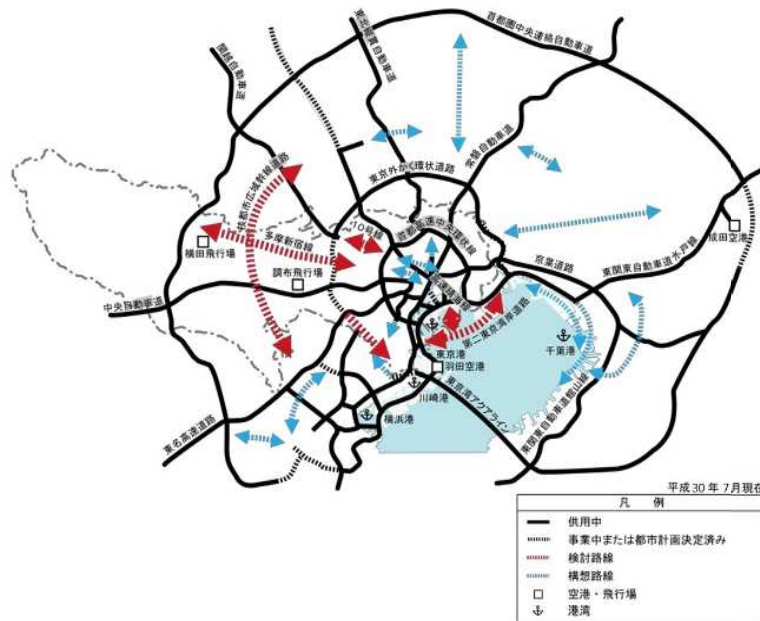 首都圏中央連絡自動車道
東北縦貫自動車道
関越自動車道
常磐自動車道
東京外かく環状道路
核都市広域幹線道路
10号線
首都高速中央環状線
多摩新宿線
横田飛行場
調布飛行場
中央自動車道
成田空港
京葉道路
東関東自動車道水戸線
高速晴海線
第二東京湾岸道路
東京港
羽田空港
千葉港
川崎港
横浜港
東京湾アクアライン
東関東自動車道館山線
東名高速道路
平成30年7月現在
凡 例
供用中
事業中または都市計画決定済み
検討路線
構想路線
空港・飛行場
港湾